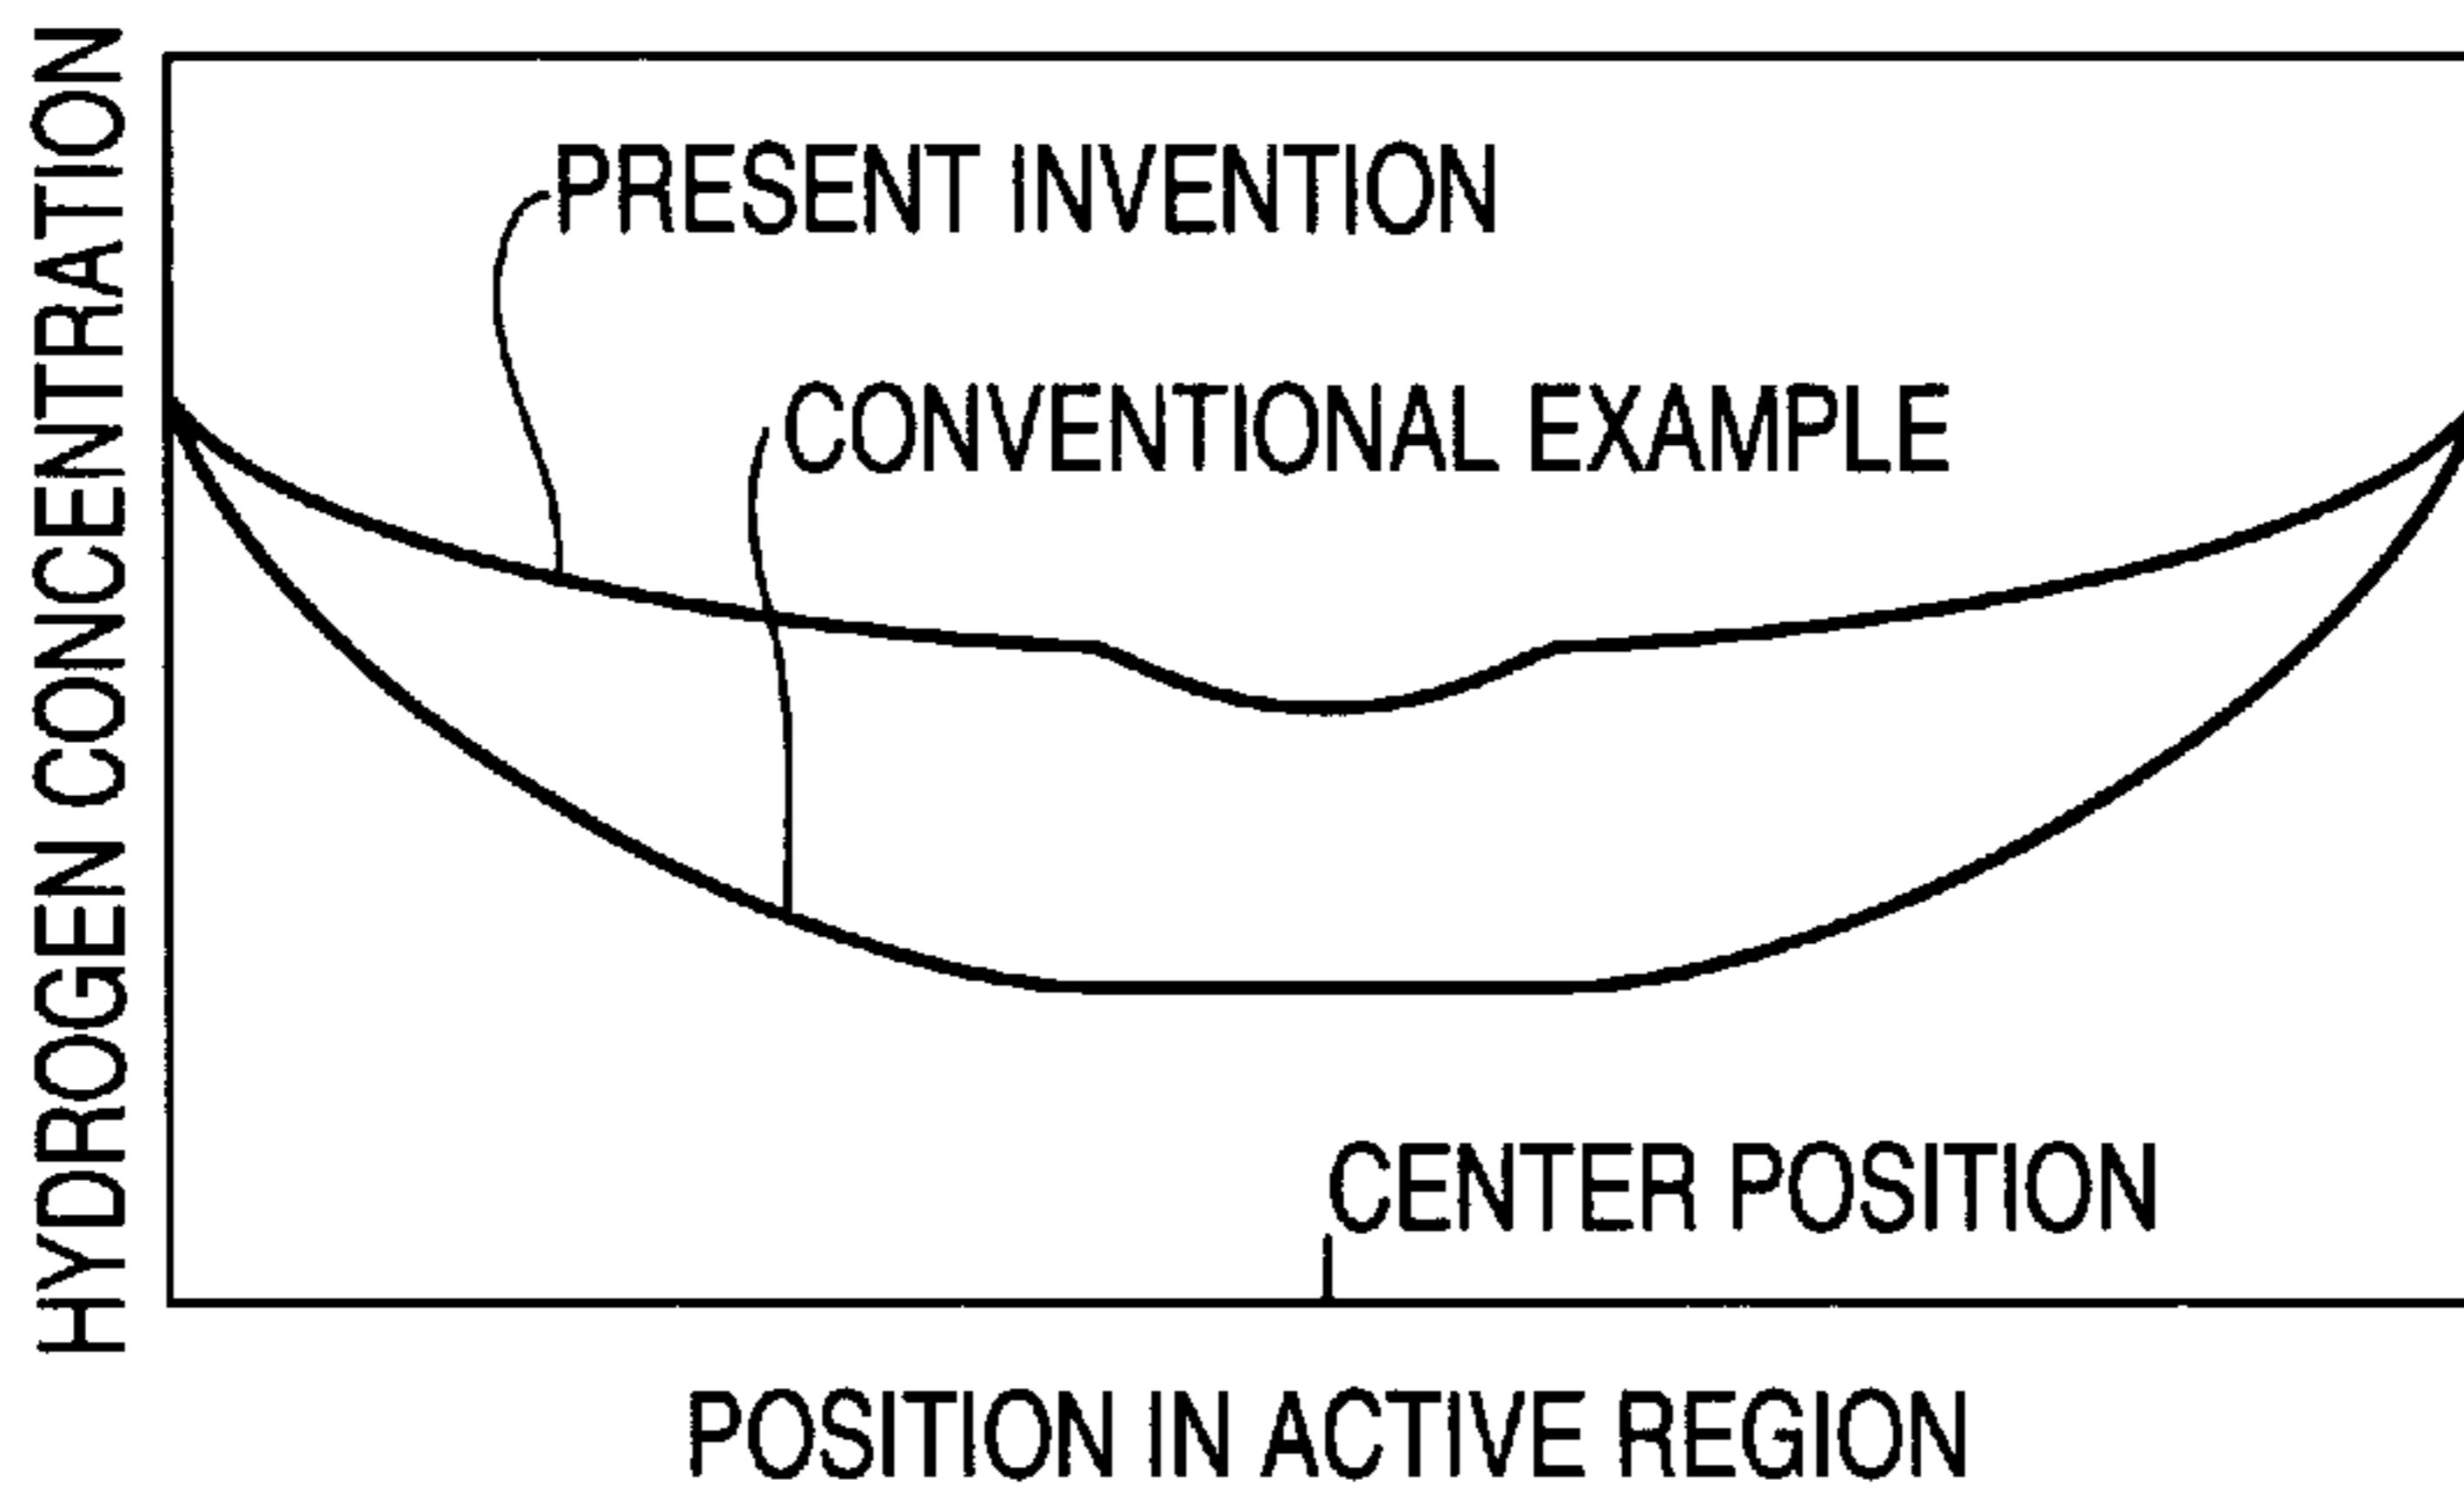 HYDROGEN CONCENTRATION
PRESENT INVENTION
CONVENTIONAL EXAMPLE
CENTER POSITION
POSITION IN ACTIVE REGION